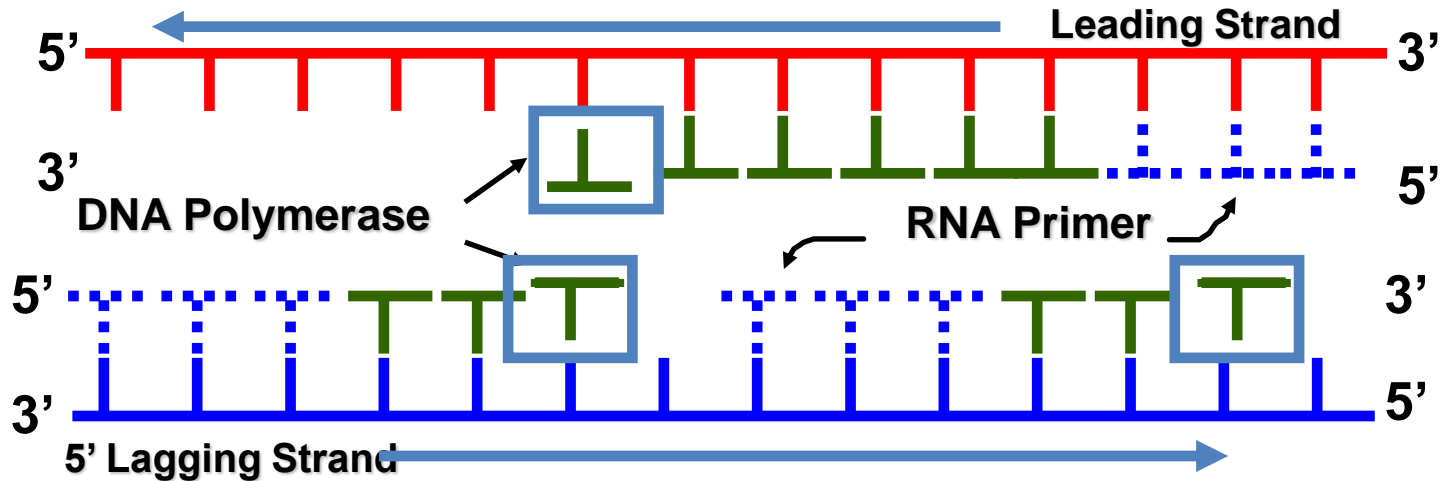 Leading Strand
5’ 3’
3’ 5’
DNA Polymerase RNA Primer
5’ 3’
3’ 5’
5’ Lagging Strand